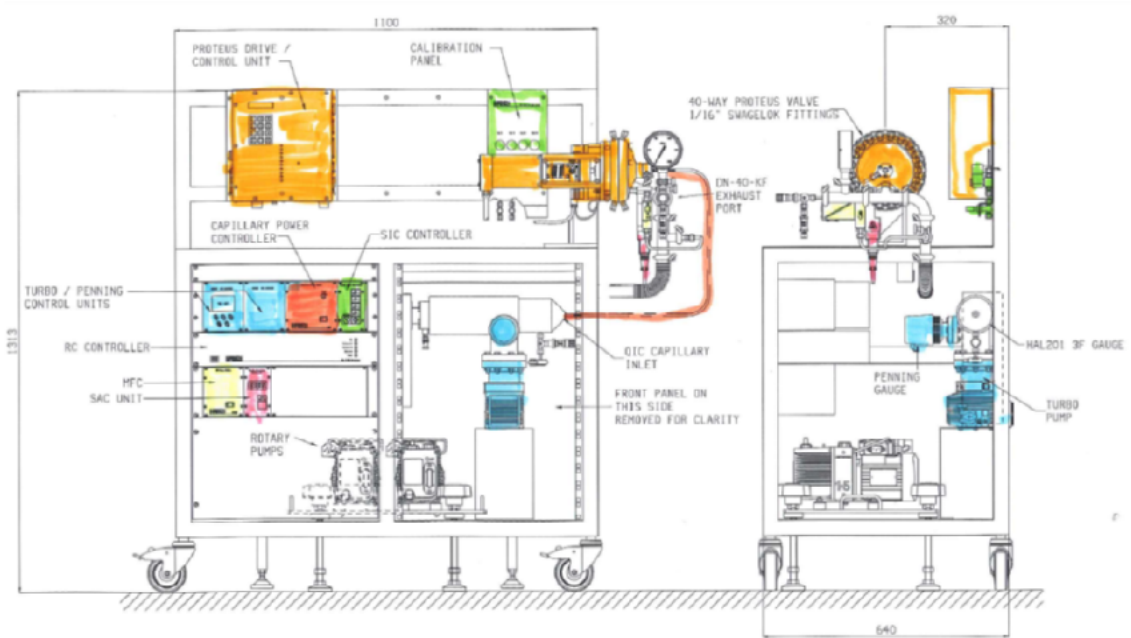 1100
320
PROTEUS DRIVE /
CONTROL UNIT
CALIBRATION
PANEL
40-WAY PROTEUS VALVE
1/16" SWAGELOK FITTINGS
DN-40-KF
EXHAUST
PORT
CAPILLARY POWER
CONTROLLER
SIC CONTROLLER
TURBO / PENNING
CONTROL UNITS
1313
RC CONTROLLER
MFC
SAC UNIT
QIC CAPILLARY
INLET
HAL201 3F GAUGE
PENNING
GAUGE
FRONT PANEL ON
THIS SIDE
REMOVED FOR CLARITY
TURBO
PUMP
ROTARY
PUMPS
640